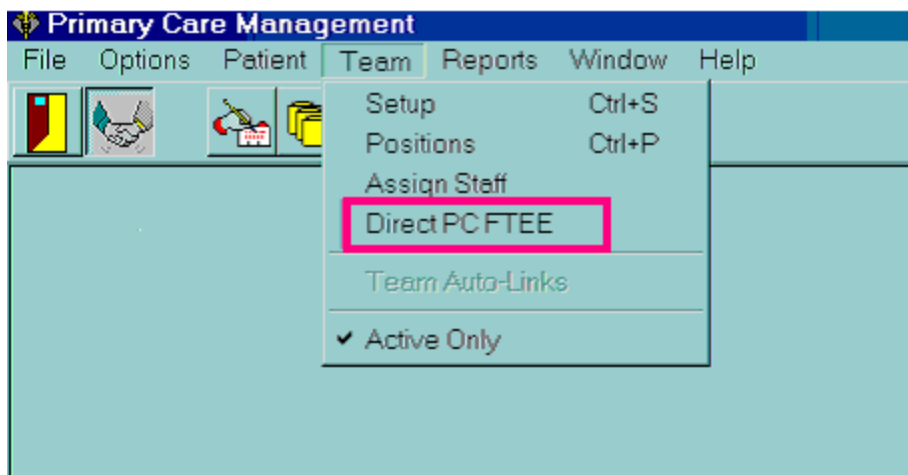 Primary Care Management
File Options Patient Team Reports Window Help
Setup Ctrl+S
Positions Ctrl+P
Assign Staff
Direct PC FTEE
Team Auto-Links
✔ Active Only